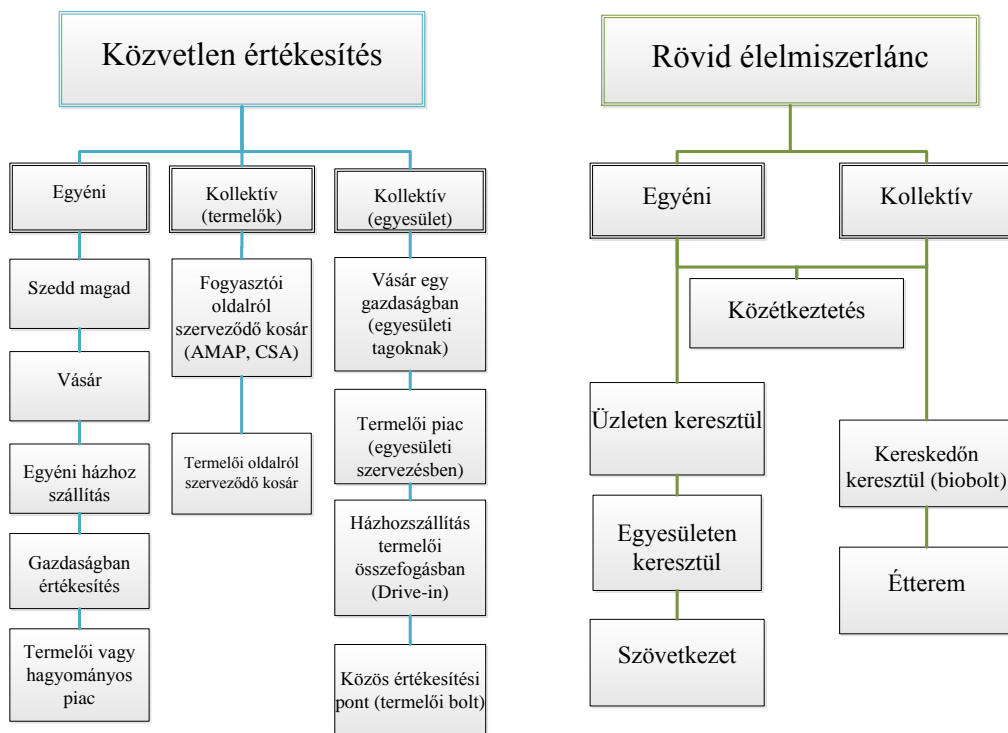 Közvetlen értékesítés
Egyéni
Szedd magad
Vásár
Egyéni házhoz
szállítás
Gazdaságban
értékesítés
Termelői vagy
hagyományos
piac
Kollektív
(termelők)
Fogyasztói
oldalról
szerveződő kosár
(AMAP, CSA)
Termelői oldalról
szerveződő kosár
Kollektív
(egyesület)
Vásár egy
gazdaságban
(egyesületi
tagoknak)
Termelői piac
(egyesületi
szervezésben)
Házhozszállítás
termelői
összefogásban
(Drive-in)
Közös értékesítési
pont (termelői bolt)
Rövid élelmiszerlánc
Egyéni
Kollektív
Közétkeztetés
Üzleten keresztül
Egyesületen
keresztül
Szövetkezet
Kereskedőn
keresztül (biobolt)
Étterem